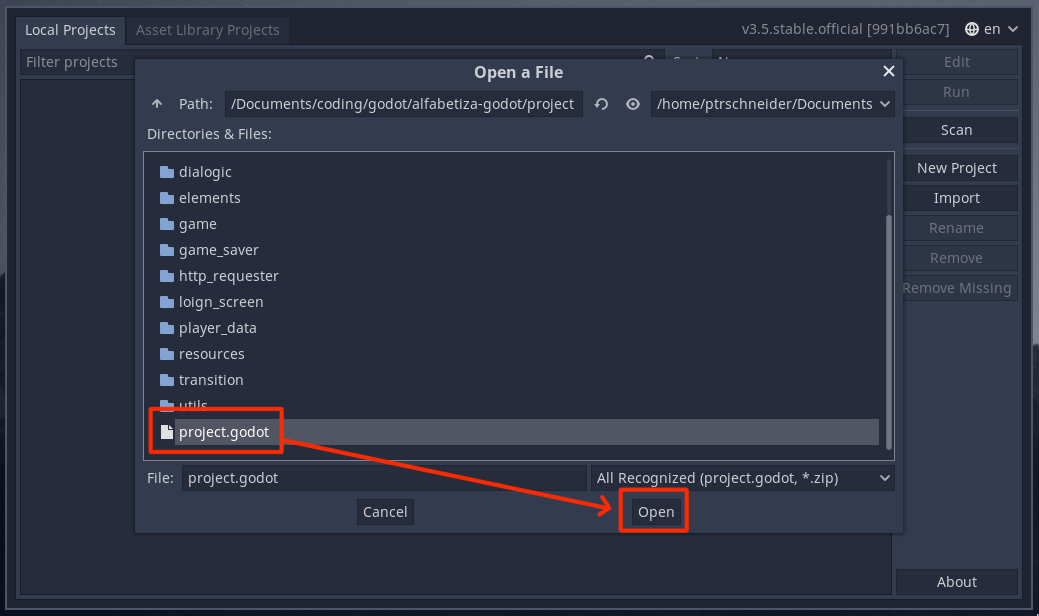 Local Projects
Asset Library Projects
v3.5.stable.official [991bb6ac7]
en
Filter projects
Edit
Run
Scan
New Project
Import
Rename
Remove
Remove Missing
About
Open a File
Path:
/Documents/coding/godot/alfabetiza-godot/project
/home/ptrschneider/Documents
Directories & Files:
dialogic
elements
game
game_saver
http_requester
loign_screen
player_data
resources
transition
utils
project.godot
File:
project.godot
All Recognized (project.godot, *.zip)
Cancel
Open